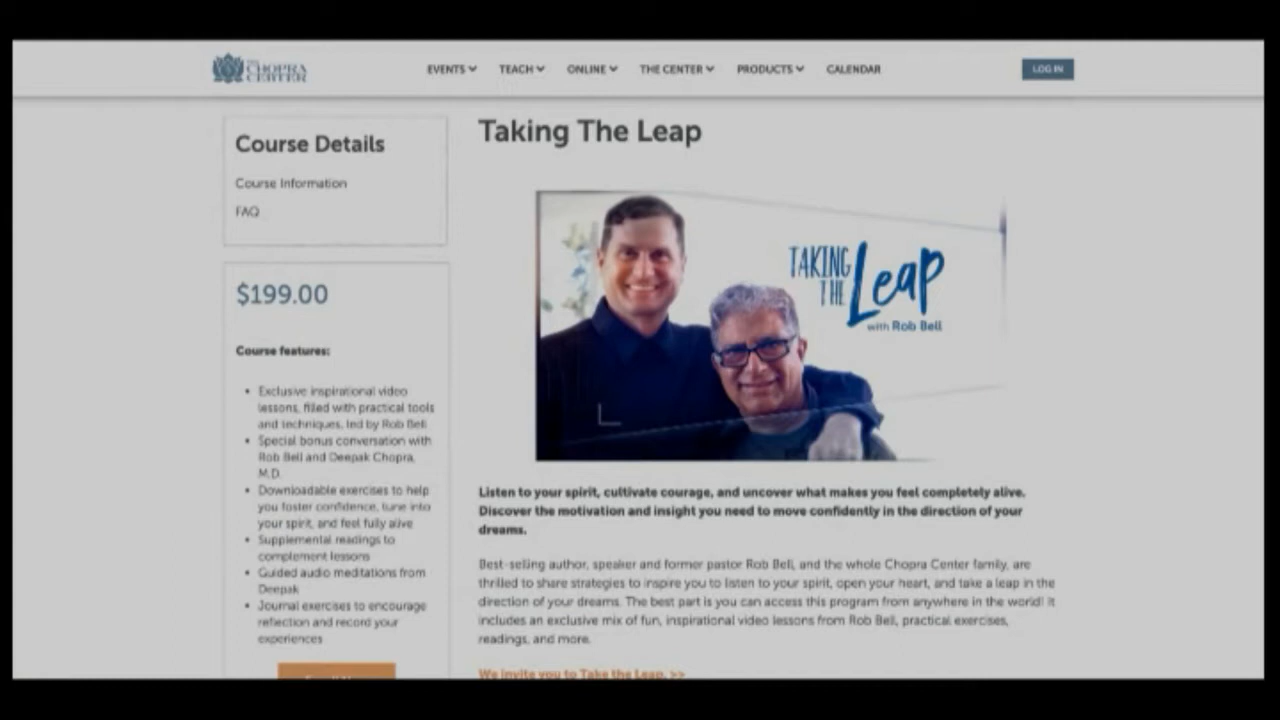 THE
CHOPRA
CENTER
EVENTS
TEACH
ONLINE
THE CENTER
PRODUCTS
CALENDAR
LOG IN
Course Details
Course Information
FAQ
$199.00
Course features:
• Exclusive inspirational video
lessons, filled with practical tools
and techniques, led by Rob Bell
• Special bonus conversation with
Rob Bell and Deepak Chopra,
M.D.
• Downloadable exercises to help
you foster confidence, tune into
your spirit, and feel fully alive
• Supplemental readings to
complement lessons
• Guided audio meditations from
Deepak
• Journal exercises to encourage
reflection and record your
experiences
Taking The Leap
TAKING
THE
Leap
with Rob Bell
Listen to your spirit, cultivate courage, and uncover what makes you feel completely alive.
Discover the motivation and insight you need to move confidently in the direction of your
dreams.
Best-selling author, speaker and former pastor Rob Bell, and the whole Chopra Center family, are
thrilled to share strategies to inspire you to listen to your spirit, open your heart, and take a leap in the
direction of your dreams. The best part is you can access this program from anywhere in the world! It
includes an exclusive mix of fun, inspirational video lessons from Rob Bell, practical exercises,
readings, and more.
We invite you to Take the Leap. >>